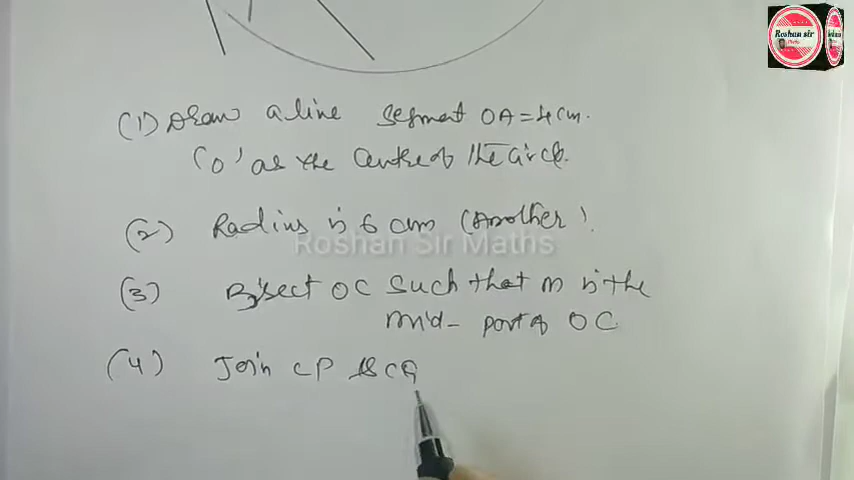 Roshan sir
Maths
(1) Draw a line segment OA = 4 cm.
'O' as the centre of the circle.
(2) Radius is 6 cm (Another).
Roshan Sir Maths
(3) Bisect OC such that m is the
mid- point of OC
(4) Join CP & CQ